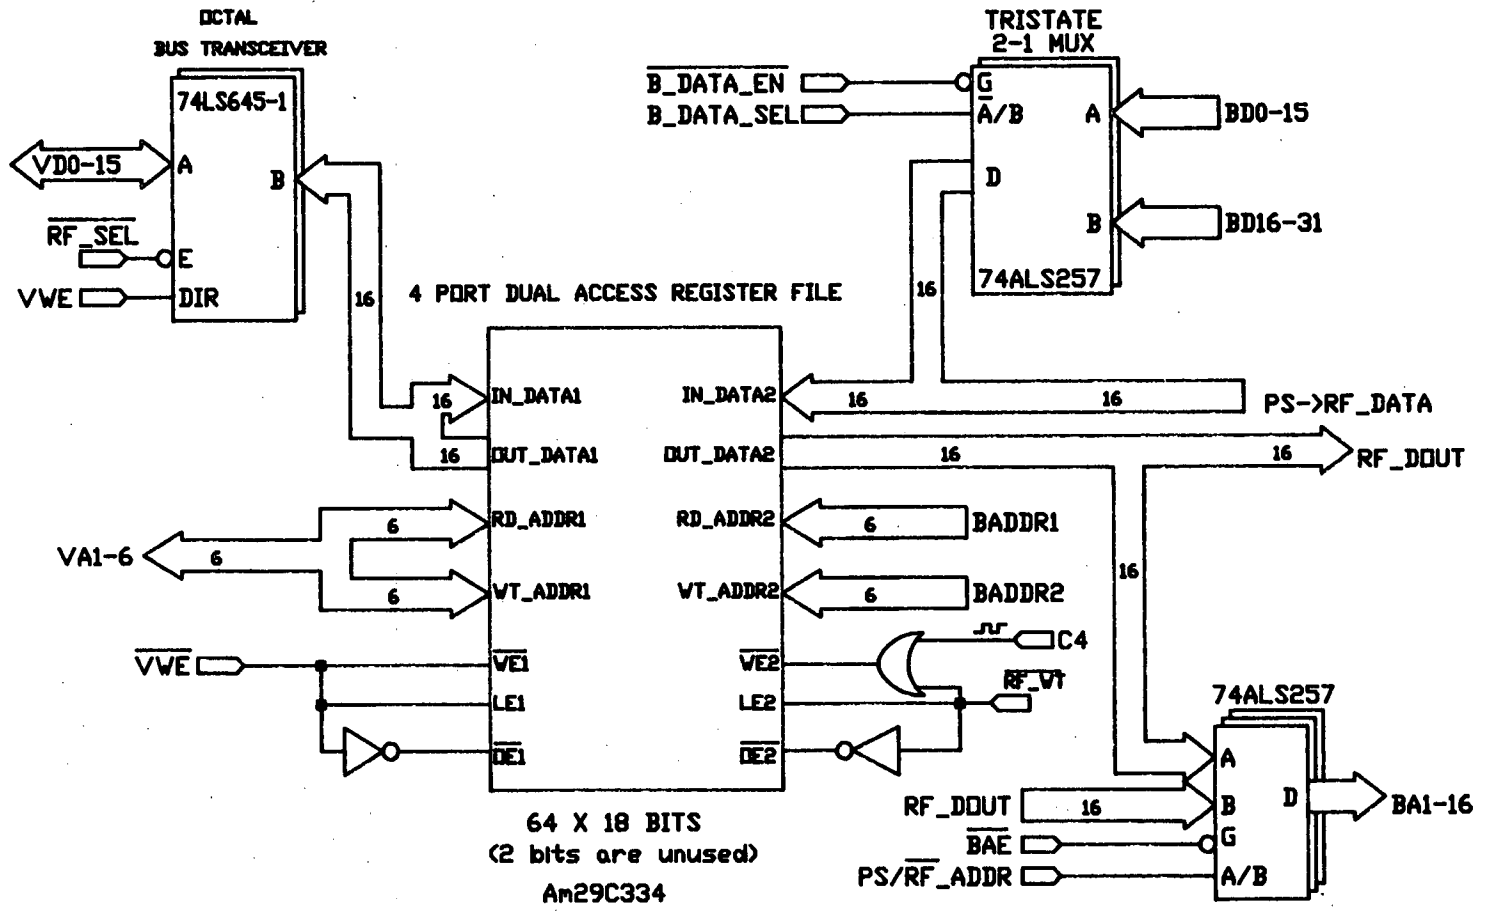 OCTAL
BUS TRANSCEIVER
74LS645-1
VD0-15
A
B
RF_SEL
E
VWE
DIR
16
TRISTATE
2-1 MUX
B_DATA_EN
G
B_DATA_SEL
A/B
A
BD0-15
D
B
BD16-31
74ALS257
16
4 PORT DUAL ACCESS REGISTER FILE
16
IN_DATA1
IN_DATA2
16
16
PS->RF_DATA
16
OUT_DATA1
OUT_DATA2
16
16
RF_DOUT
6
RD_ADDR1
RD_ADDR2
6
BADDR1
VA1-6
6
16
6
WT_ADDR1
WT_ADDR2
6
BADDR2
C4
VWE
WE1
WE2
RF_WT
LE1
LE2
OE1
OE2
74ALS257
A
RF_DOUT
16
B
D
BA1-16
BAE
G
PS/RF_ADDR
A/B
64 X 18 BITS
(2 bits are unused)
Am29C334